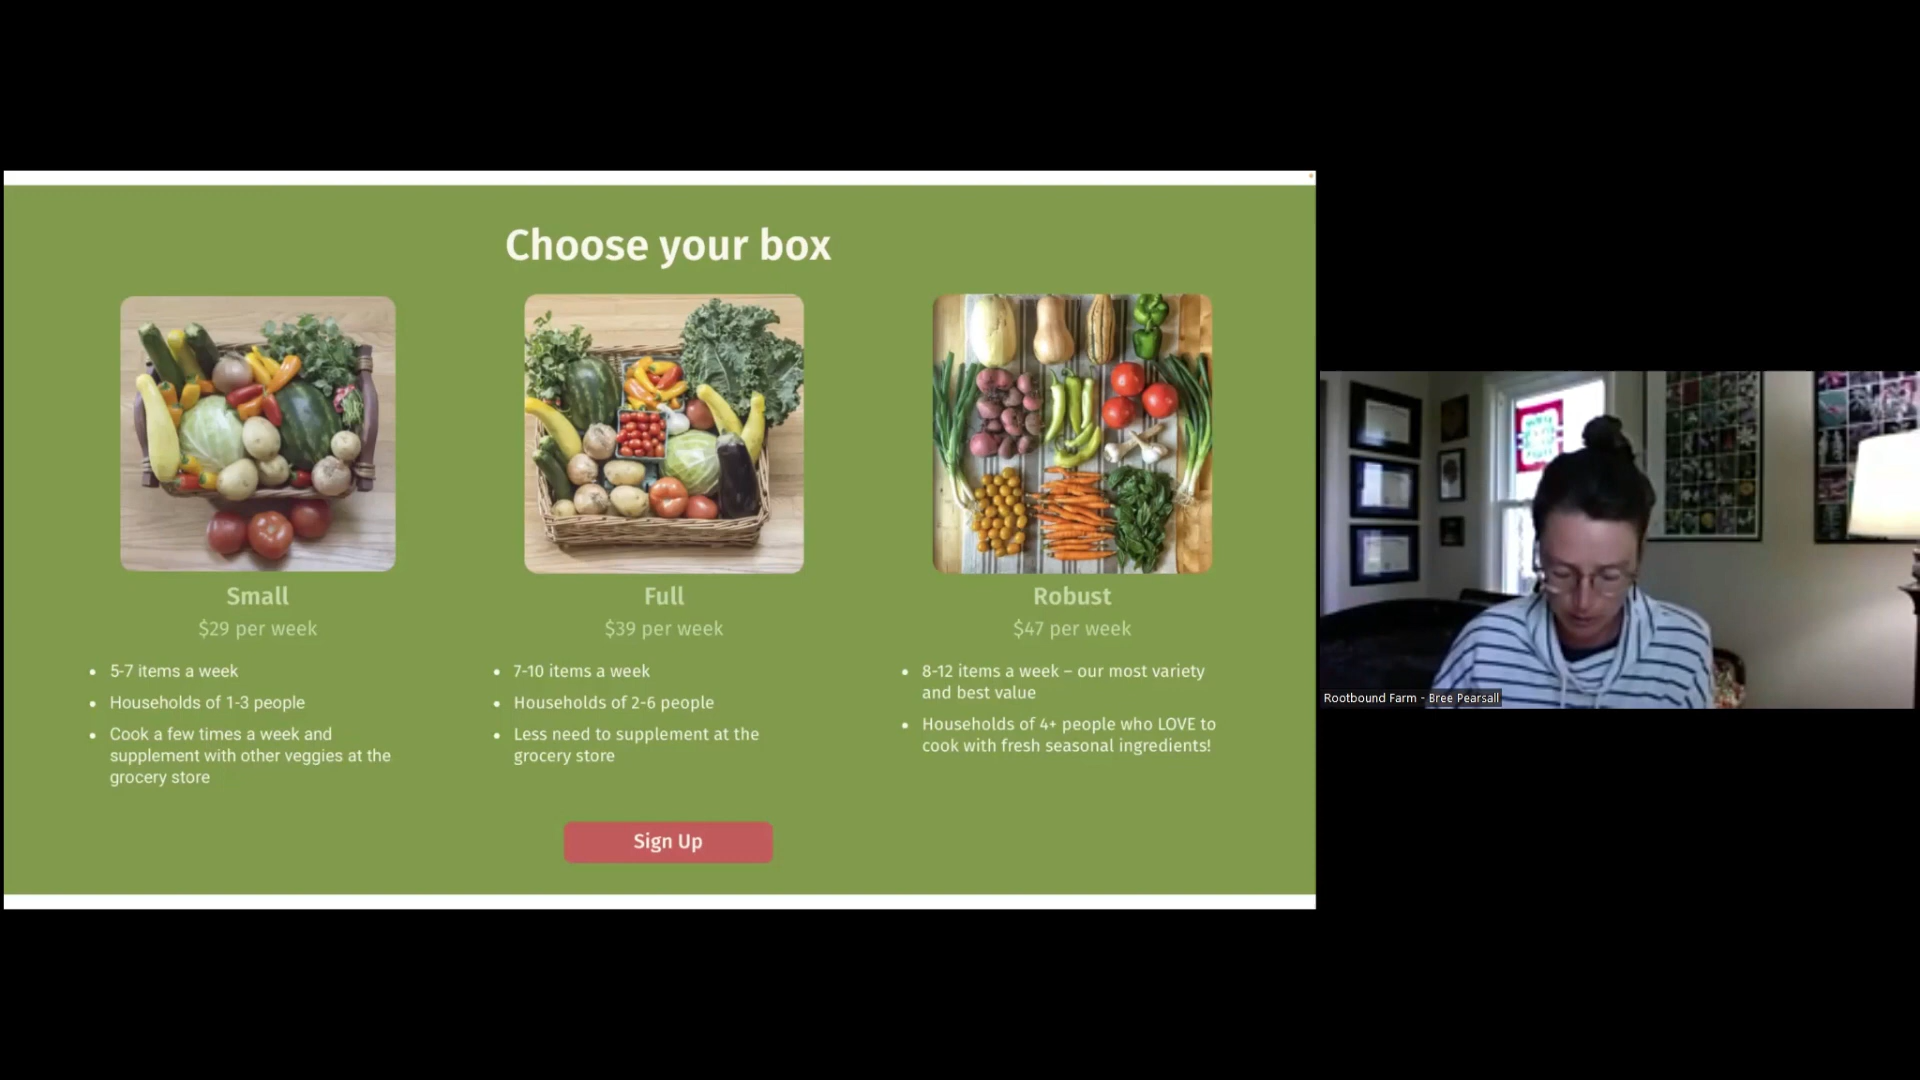 Choose your box
Small
$29 per week
• 5-7 items a week
• Households of 1-3 people
• Cook a few times a week and
supplement with other veggies at the
grocery store
Full
$39 per week
• 7-10 items a week
• Households of 2-6 people
• Less need to supplement at the
grocery store
Robust
$47 per week
• 8-12 items a week – our most variety
and best value
• Households of 4+ people who LOVE to
cook with fresh seasonal ingredients!
Sign Up
Rootbound Farm - Bree Pearsall